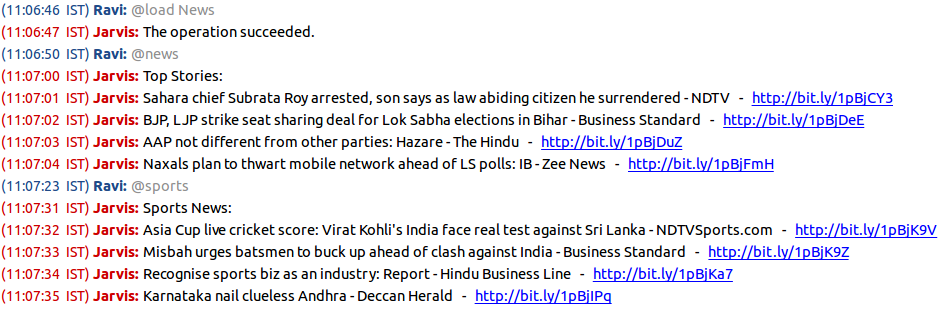 (11:06:46 IST) Ravi: @load News
(11:06:47 IST) Jarvis: The operation succeeded.
(11:06:50 IST) Ravi: @news
(11:07:00 IST) Jarvis: Top Stories:
(11:07:01 IST) Jarvis: Sahara chief Subrata Roy arrested, son says as law abiding citizen he surrendered - NDTV - http://bit.ly/1pBjCY3
(11:07:02 IST) Jarvis: BJP, LJP strike seat sharing deal for Lok Sabha elections in Bihar - Business Standard - http://bit.ly/1pBjDeE
(11:07:03 IST) Jarvis: AAP not different from other parties: Hazare - The Hindu - http://bit.ly/1pBjDuZ
(11:07:04 IST) Jarvis: Naxals plan to thwart mobile network ahead of LS polls: IB - Zee News - http://bit.ly/1pBjFmH
(11:07:23 IST) Ravi: @sports
(11:07:31 IST) Jarvis: Sports News:
(11:07:32 IST) Jarvis: Asia Cup live cricket score: Virat Kohli's India face real test against Sri Lanka - NDTVSports.com - http://bit.ly/1pBjK9V
(11:07:33 IST) Jarvis: Misbah urges batsmen to buck up ahead of clash against India - Business Standard - http://bit.ly/1pBjK9Z
(11:07:34 IST) Jarvis: Recognise sports biz as an industry: Report - Hindu Business Line - http://bit.ly/1pBjKa7
(11:07:35 IST) Jarvis: Karnataka nail clueless Andhra - Deccan Herald - http://bit.ly/1pBjIPq